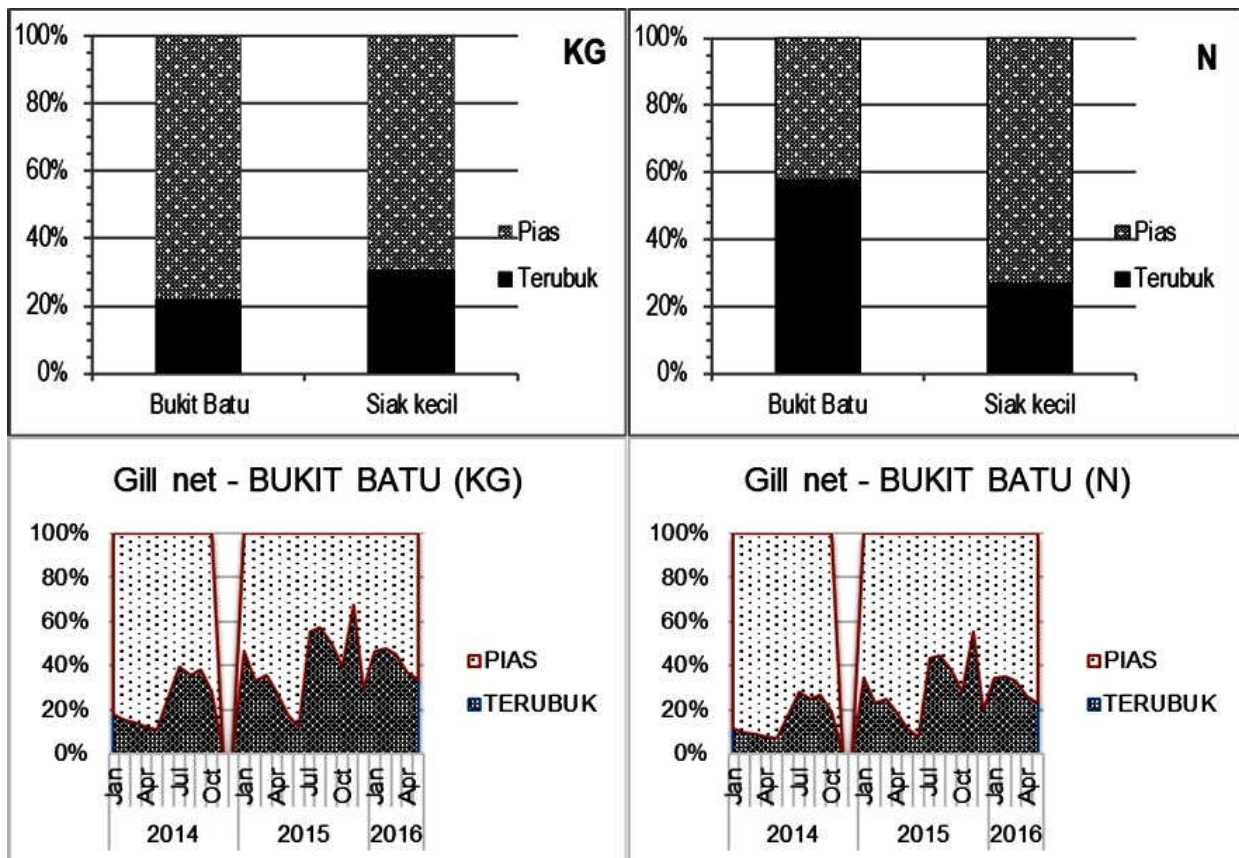 100%
80%
60%
40%
20%
0%
KG
Pias
Terubuk
Bukit Batu Siak kecil
100%
80%
60%
40%
20%
0%
N
Pias
Terubuk
Bukit Batu Siak kecil
Gill net - BUKIT BATU (KG)
100%
80%
60%
40%
20%
0%
PIAS
TERUBUK
Jan Apr Jul Oct Jan Apr Jul Oct Jan Apr
2014 2015 2016
Gill net - BUKIT BATU (N)
100%
80%
60%
40%
20%
0%
PIAS
TERUBUK
Jan Apr Jul Oct Jan Apr Jul Oct Jan Apr
2014 2015 2016